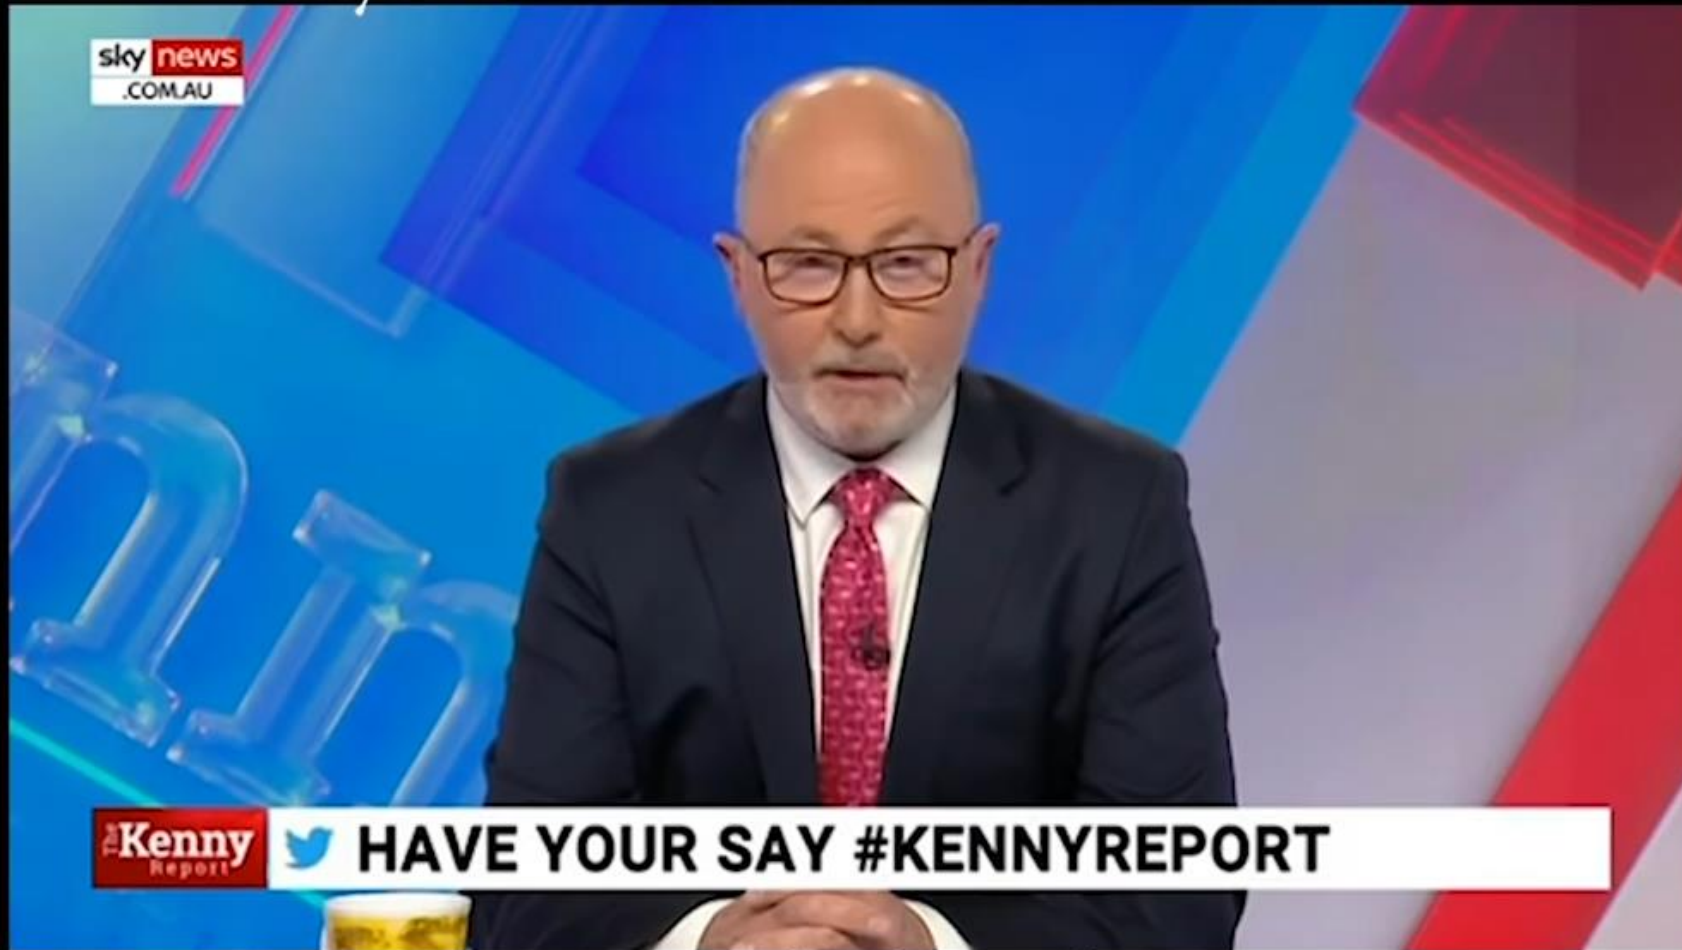 sky news
.COM.AU
The Kenny
Report
HAVE YOUR SAY #KENNYREPORT